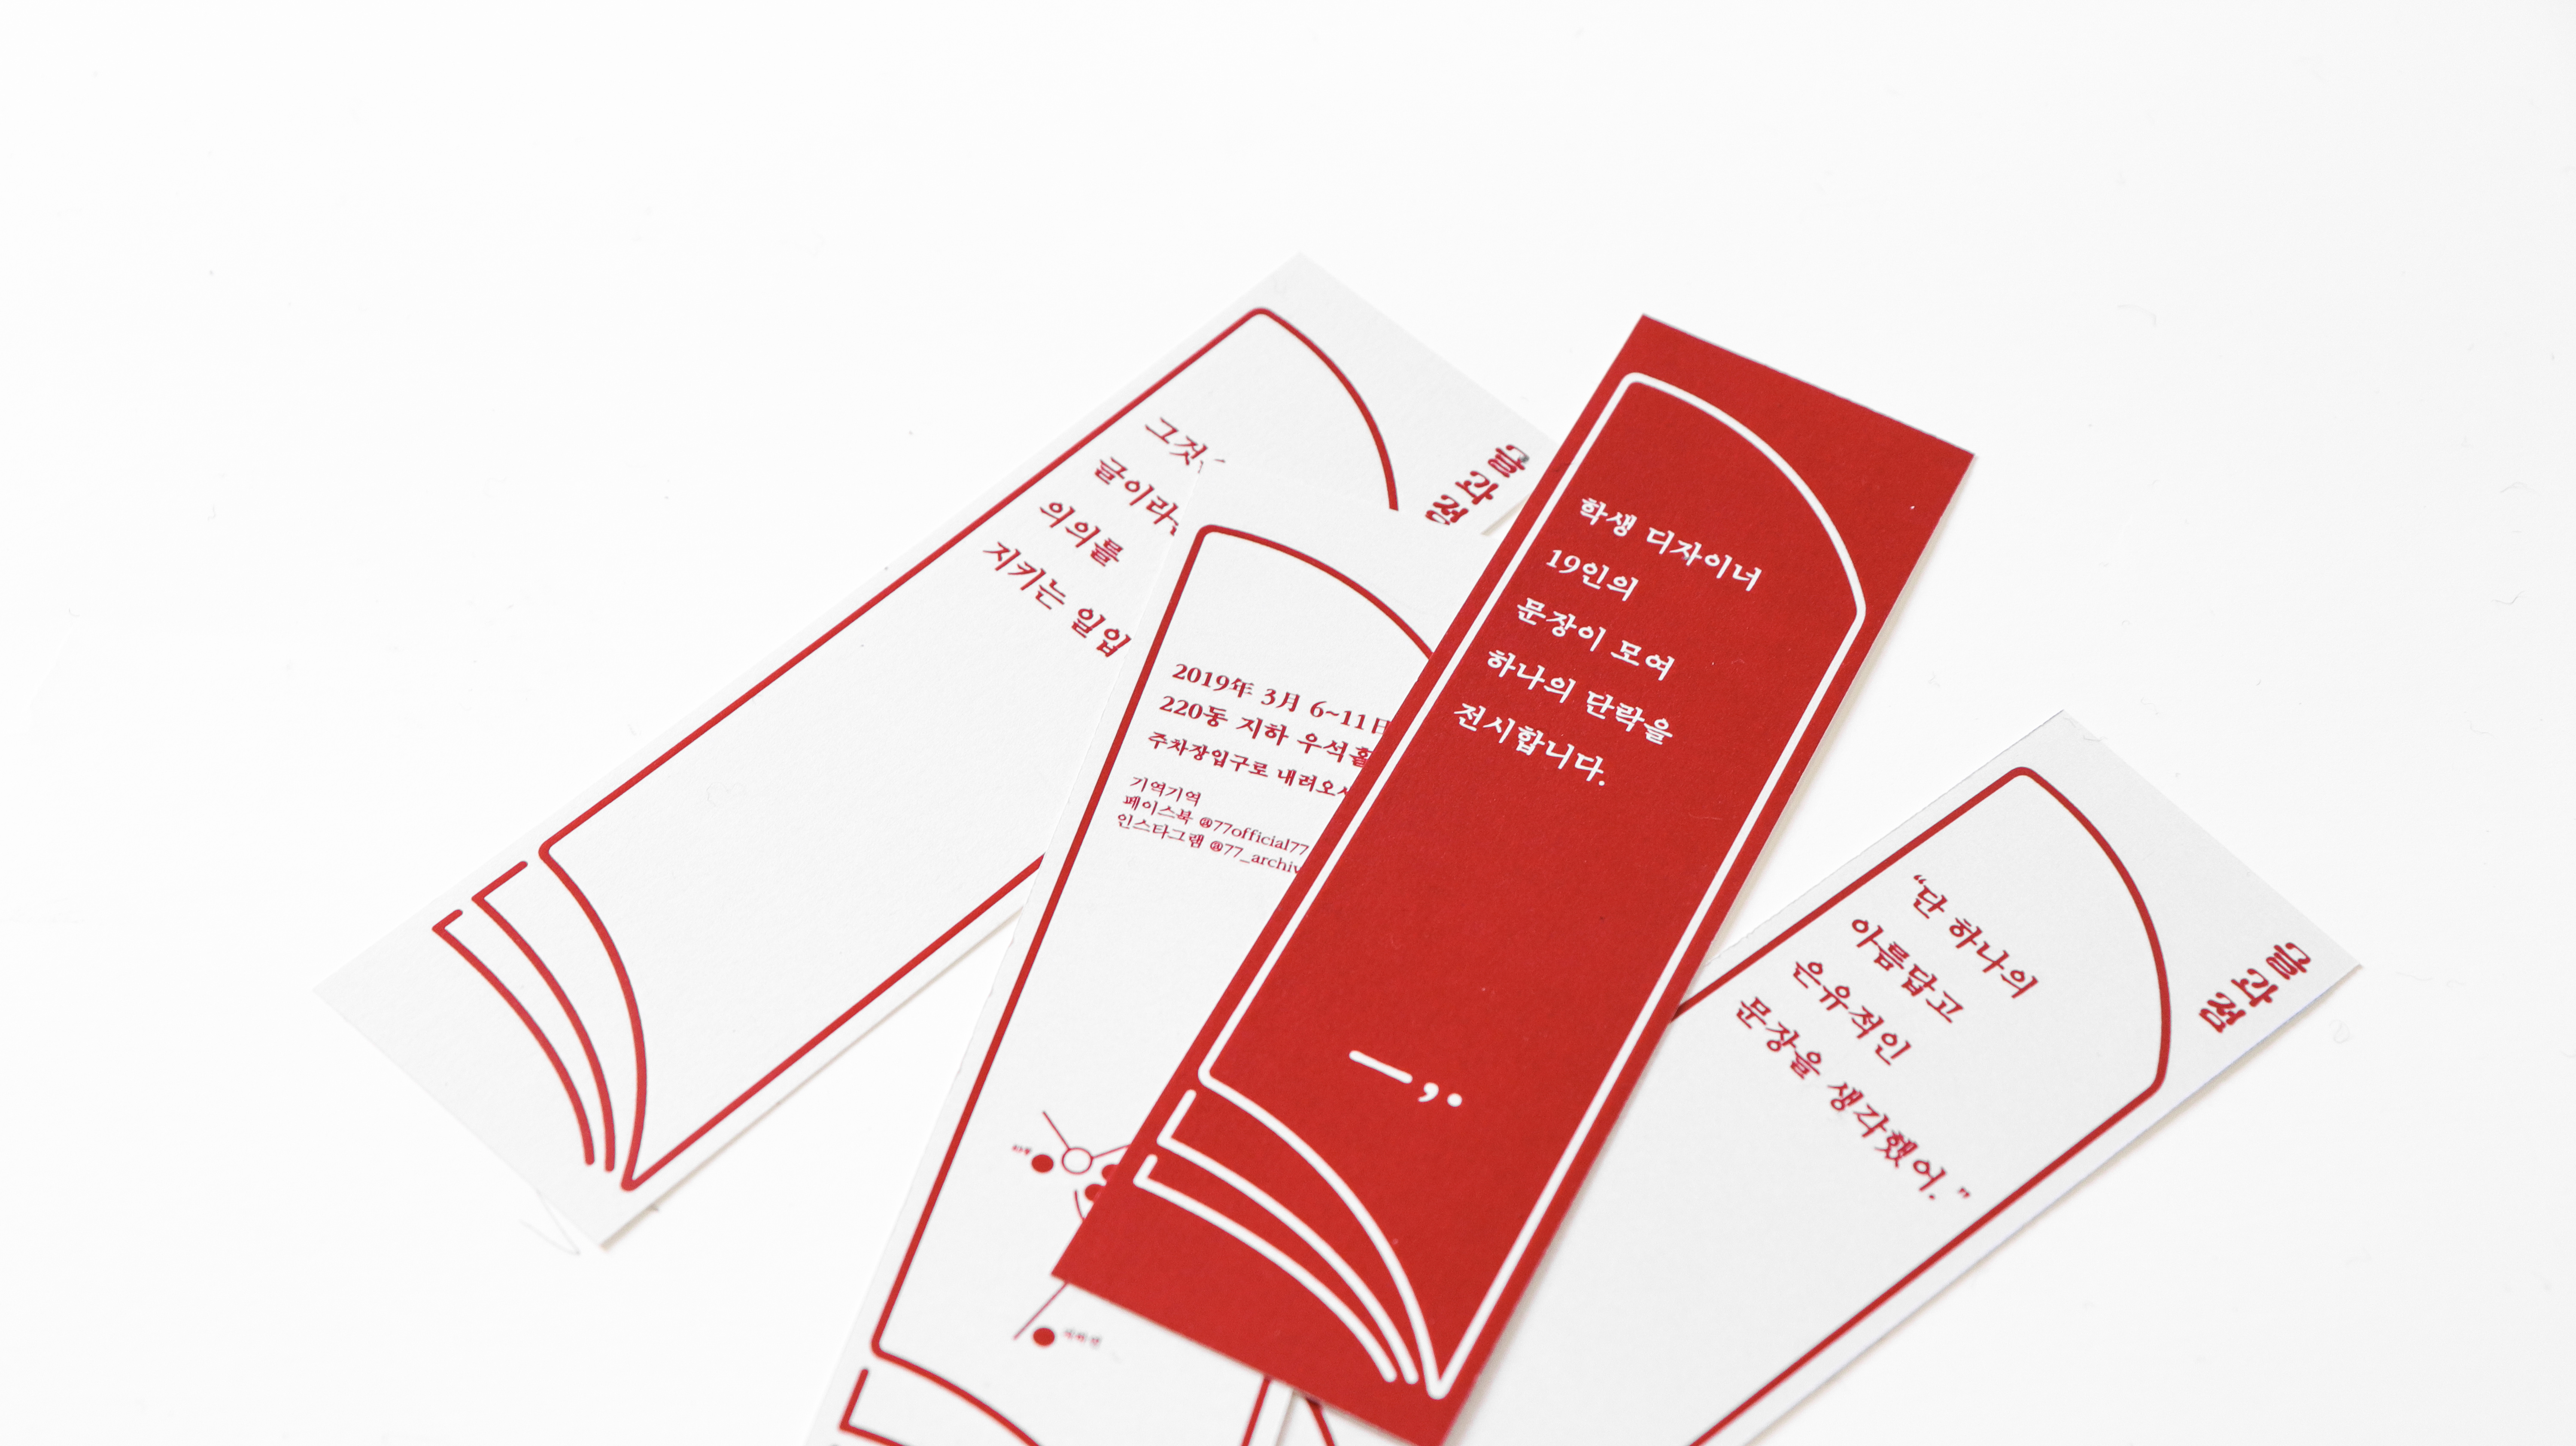 글
과
점
그것
글이라
의의를
지키는 일입
2019年 3月 6~11日
220동 지하 우석홀
주차장입구로 내려오
기역기역
페이스북 @77official77
인스타그램 @77_archiv
학생 디자이너
19인의
문장이 모여
하나의 단락을
전시합니다.
—,.
글
과
점
“단 하나의
아름답고
은유적인
문장을 생각했어.”